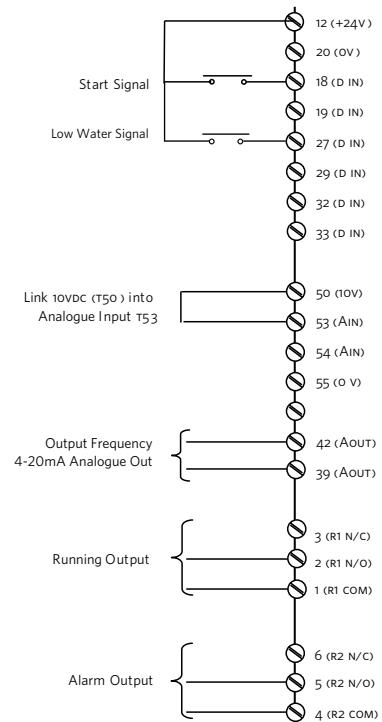 12 (+24V)
20 (0V)
Start Signal
18 (D IN)
19 (D IN)
Low Water Signal
27 (D IN)
29 (D IN)
32 (D IN)
33 (D IN)
Link 10VDC (T50 ) into
Analogue Input T53
50 (10V)
53 (AIN)
54 (AIN)
55 (0 V)
Output Frequency
4-20mA Analogue Out
42 (AOUT)
39 (AOUT)
3 (R1 N/C)
Running Output
2 (R1 N/O)
1 (R1 COM)
6 (R2 N/C)
Alarm Output
5 (R2 N/O)
4 (R2 COM)